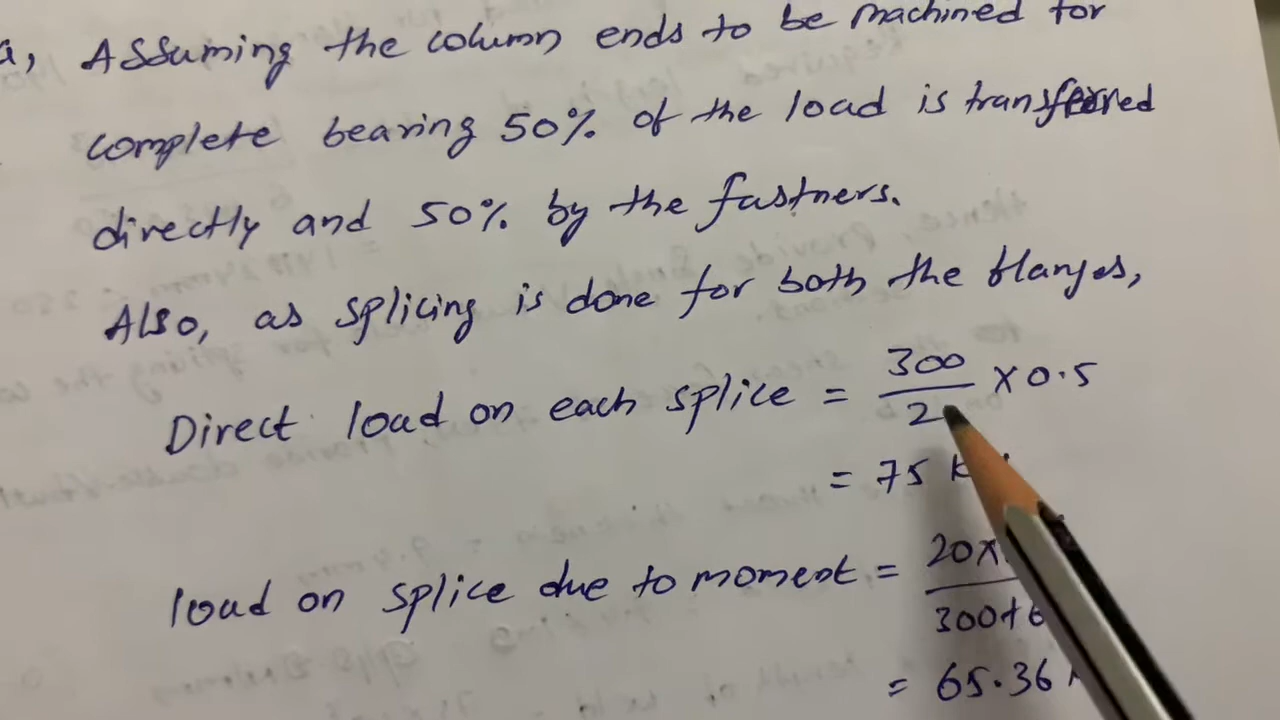 a, Assuming the column ends to be machined for
complete bearing 50% of the load is transferred
directly and 50% by the fastners.
Also, as splicing is done for both the flanges,
Direct load on each splice = 300/2 × 0.5
= 75 k
load on splice due to moment = 20×
300+6
= 65.36